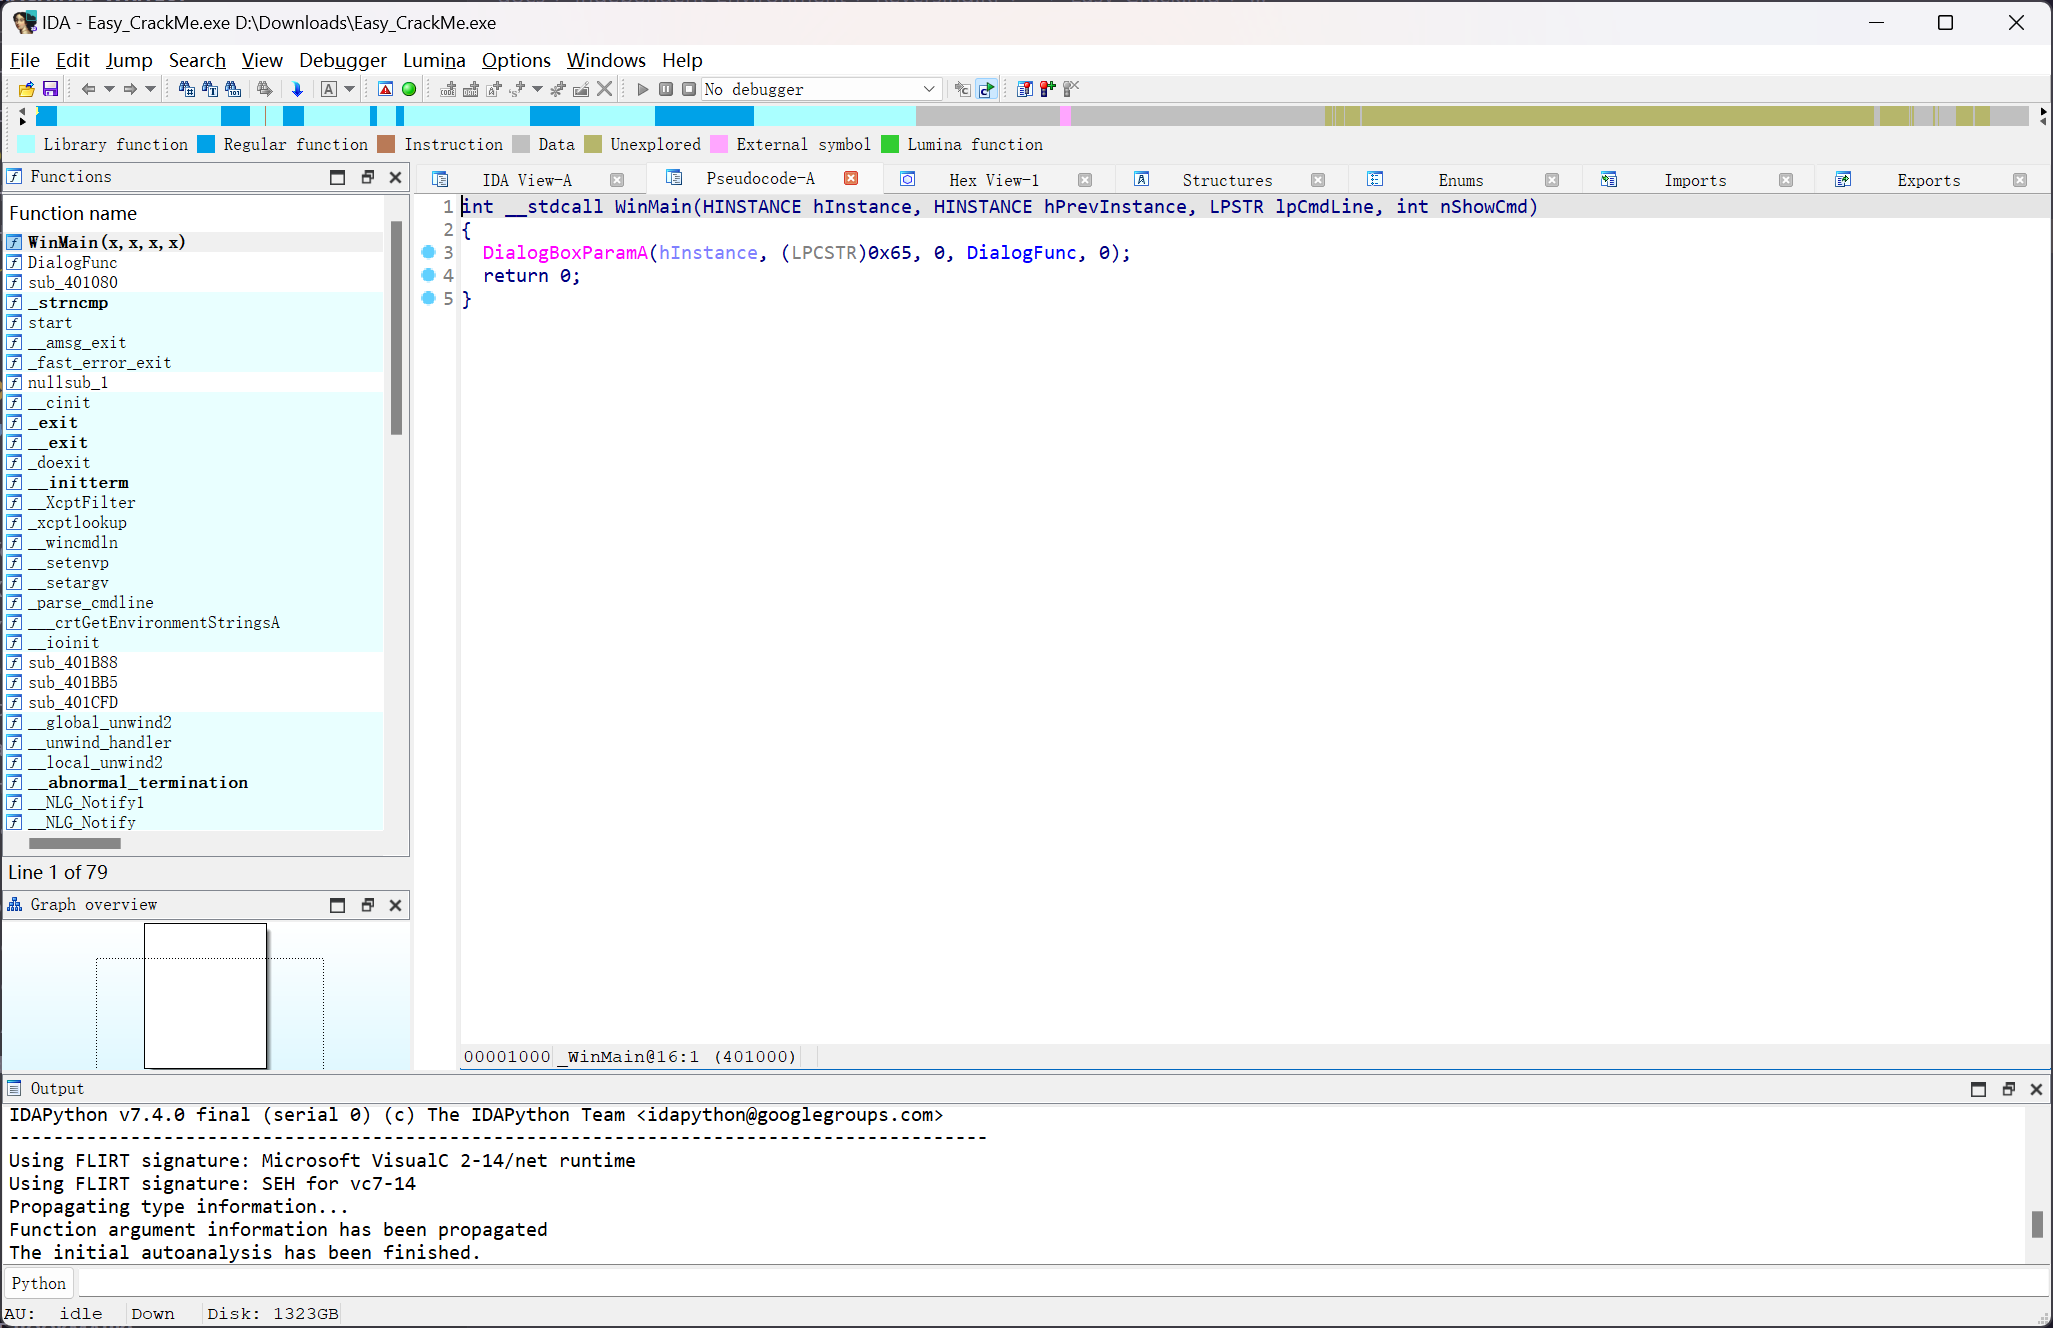 IDA - Easy_CrackMe.exe D:\Downloads\Easy_CrackMe.exe
File Edit Jump Search View Debugger Lumina Options Windows Help
No debugger
Library function Regular function Instruction Data Unexplored External symbol Lumina function
Functions
IDA View-A Pseudocode-A Hex View-1 Structures Enums Imports Exports
Function name
WinMain(x,x,x,x)
DialogFunc
sub_401080
_strncmp
start
__amsg_exit
_fast_error_exit
nullsub_1
__cinit
_exit
__exit
_doexit
__initterm
__XcptFilter
_xcptlookup
__wincmdln
__setenvp
__setargv
_parse_cmdline
___crtGetEnvironmentStringsA
__ioinit
sub_401B88
sub_401BB5
sub_401CFD
__global_unwind2
__unwind_handler
__local_unwind2
__abnormal_termination
__NLG_Notify1
__NLG_Notify
Line 1 of 79
Graph overview
1 int __stdcall WinMain(HINSTANCE hInstance, HINSTANCE hPrevInstance, LPSTR lpCmdLine, int nShowCmd)
2 {
3 DialogBoxParamA(hInstance, (LPCSTR)0x65, 0, DialogFunc, 0);
4 return 0;
5 }
00001000 _WinMain@16:1 (401000)
Output
IDAPython v7.4.0 final (serial 0) (c) The IDAPython Team <idapython@googlegroups.com>
-----------------------------------------------------------------------------------------
Using FLIRT signature: Microsoft VisualC 2-14/net runtime
Using FLIRT signature: SEH for vc7-14
Propagating type information...
Function argument information has been propagated
The initial autoanalysis has been finished.
Python
AU: idle Down Disk: 1323GB